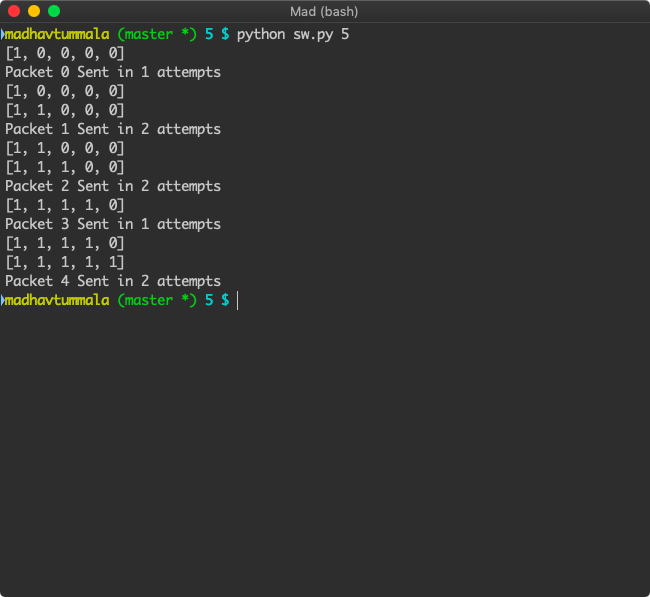 Mad (bash)
madhavtummala (master *) 5 $ python sw.py 5
[1, 0, 0, 0, 0]
Packet 0 Sent in 1 attempts
[1, 0, 0, 0, 0]
[1, 1, 0, 0, 0]
Packet 1 Sent in 2 attempts
[1, 1, 0, 0, 0]
[1, 1, 1, 0, 0]
Packet 2 Sent in 2 attempts
[1, 1, 1, 1, 0]
Packet 3 Sent in 1 attempts
[1, 1, 1, 1, 0]
[1, 1, 1, 1, 1]
Packet 4 Sent in 2 attempts
madhavtummala (master *) 5 $